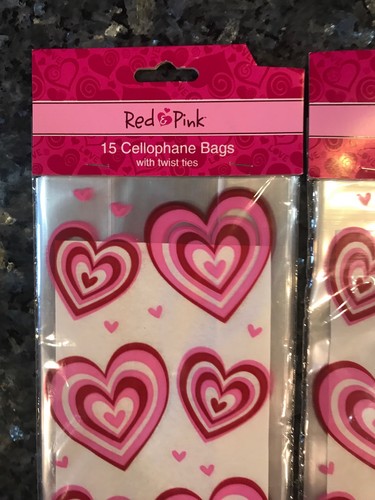 Red & Pink
15 Cellophane Bags
with twist ties